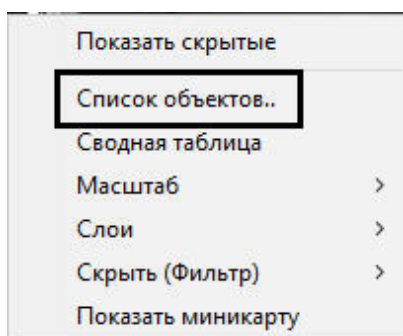 Показать скрытые
Список объектов..
Сводная таблица
Масштаб
Слои
Скрыть (Фильтр)
Показать миникарту